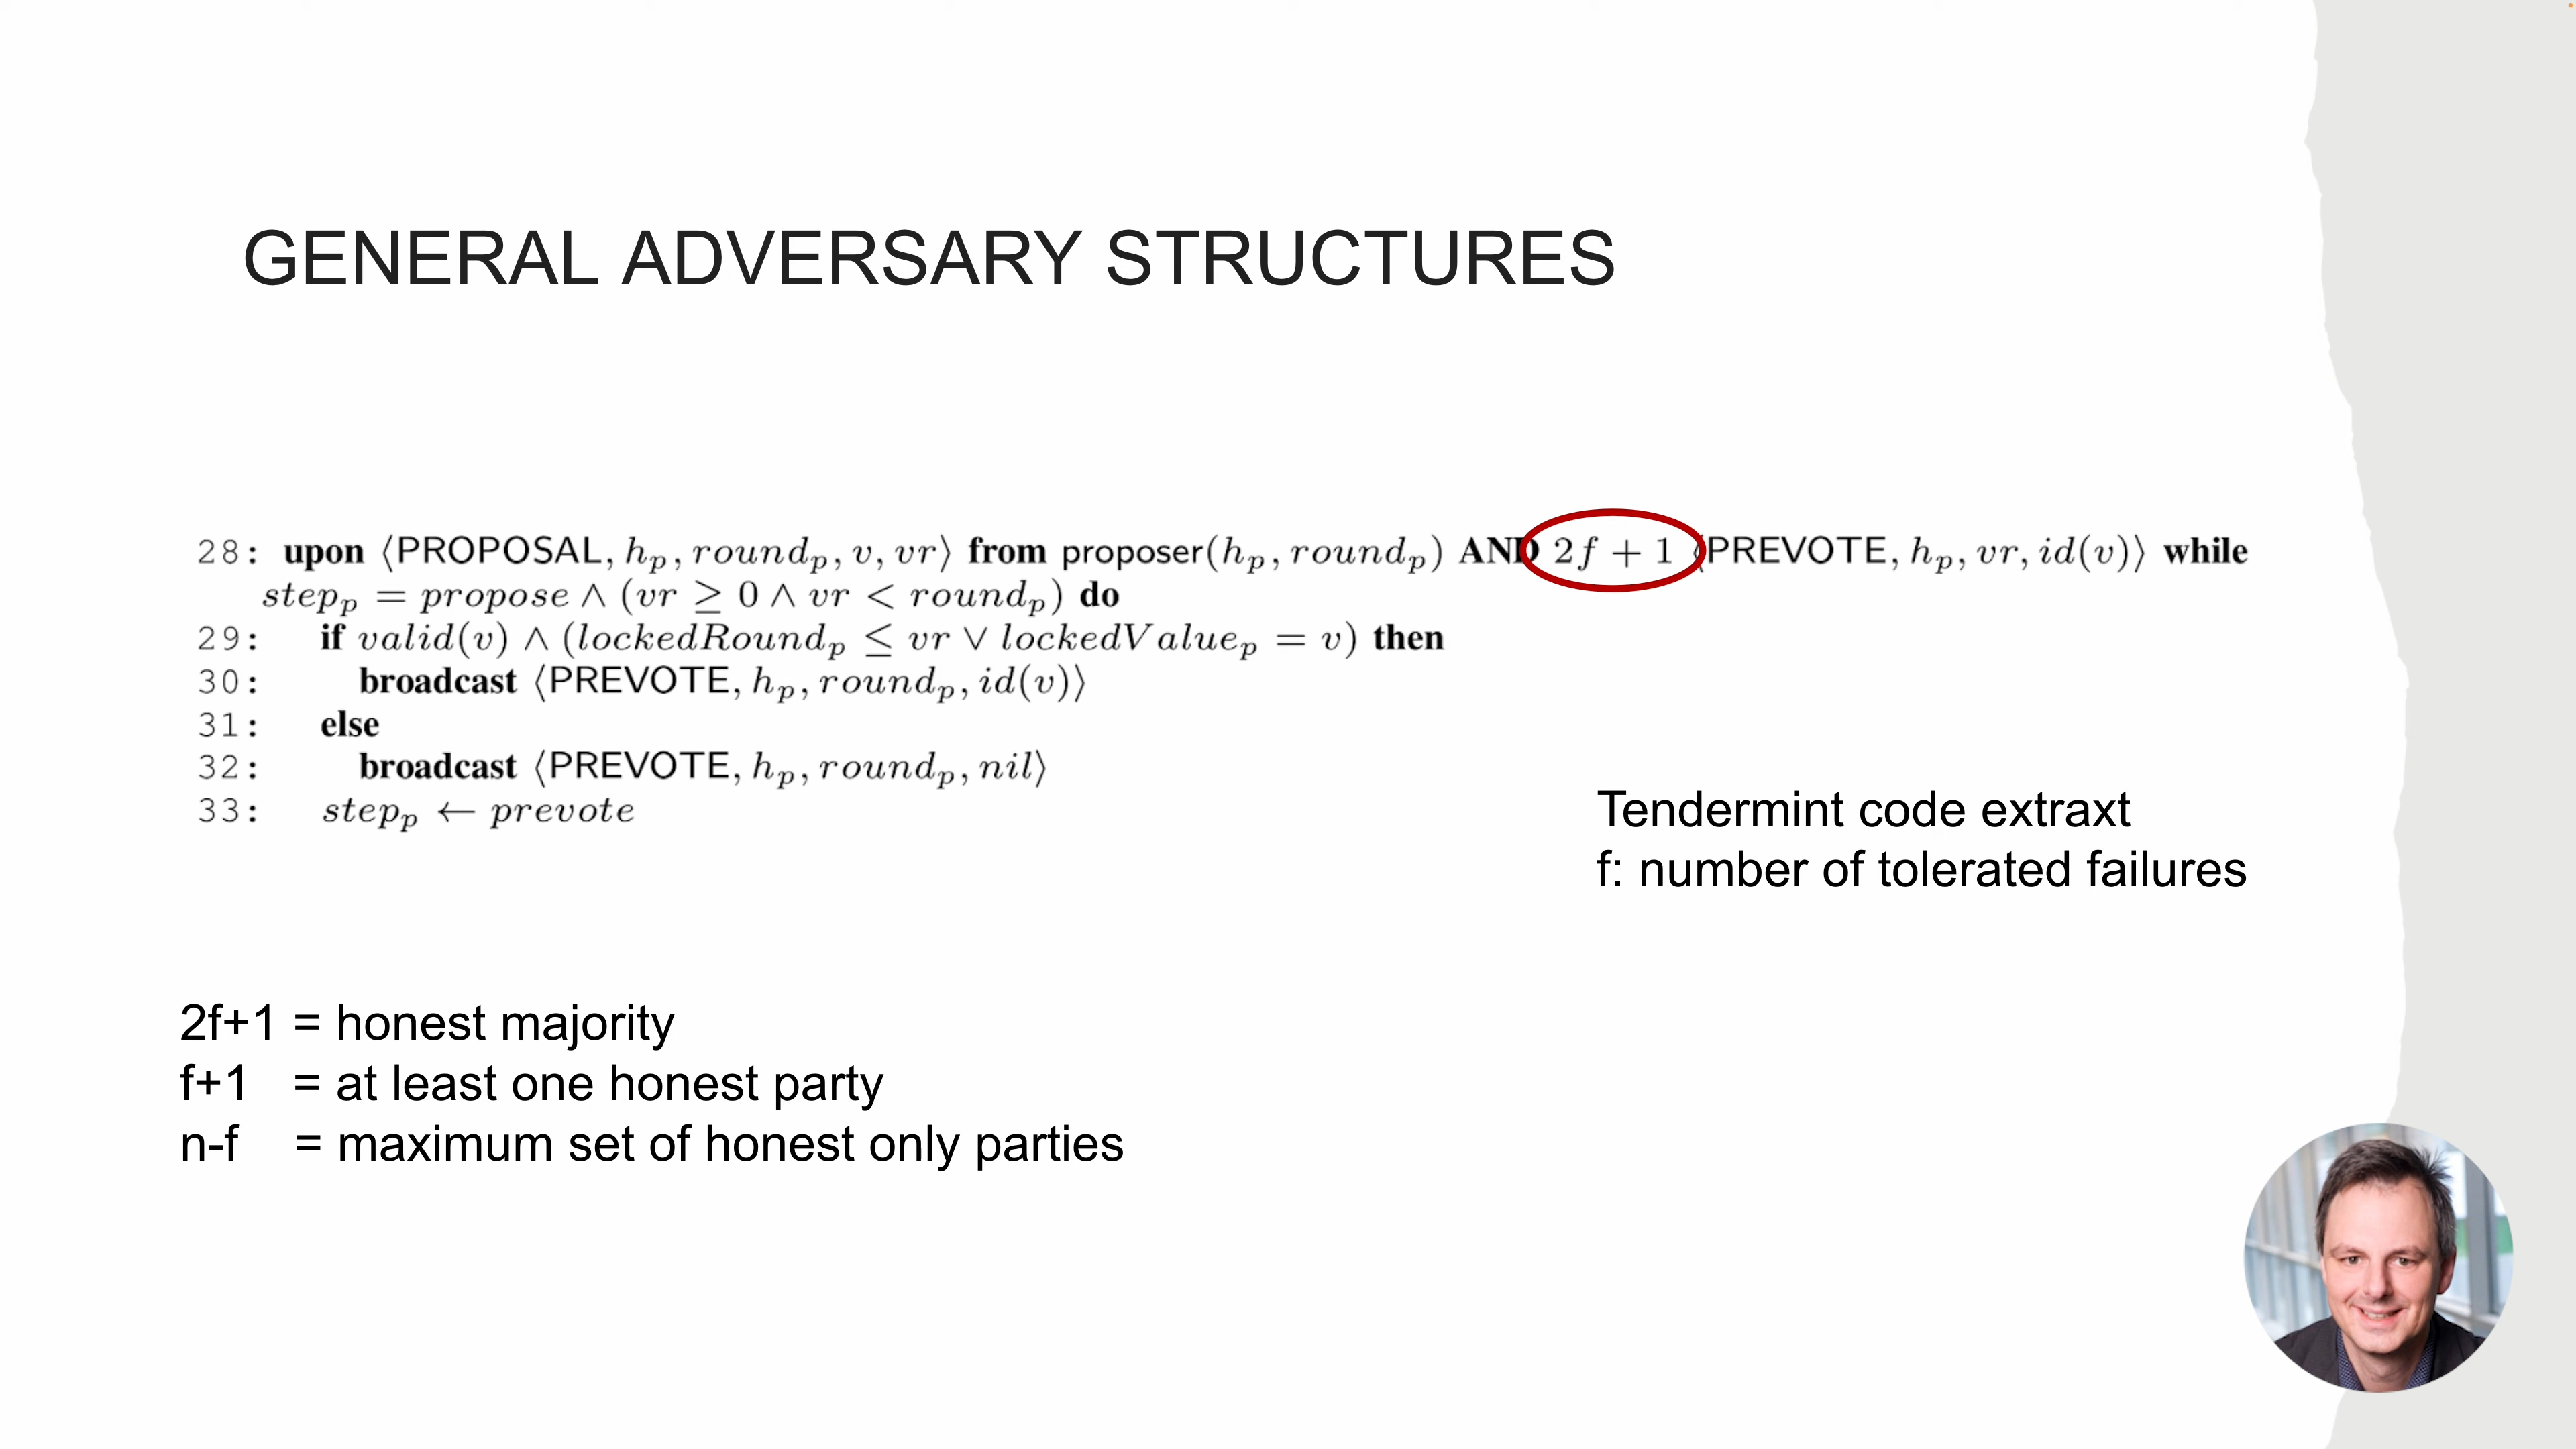 GENERAL ADVERSARY STRUCTURES
28: upon ⟨PROPOSAL, h_p, round_p, v, vr⟩ from proposer(h_p, round_p) AND 2f + 1 ⟨PREVOTE, h_p, vr, id(v)⟩ while
step_p = propose ∧ (vr ≥ 0 ∧ vr < round_p) do
29: if valid(v) ∧ (lockedRound_p ≤ vr ∨ lockedValue_p = v) then
30: broadcast ⟨PREVOTE, h_p, round_p, id(v)⟩
31: else
32: broadcast ⟨PREVOTE, h_p, round_p, nil⟩
33: step_p ← prevote
Tendermint code extraxt
f: number of tolerated failures
2f+1 = honest majority
f+1 = at least one honest party
n-f = maximum set of honest only parties